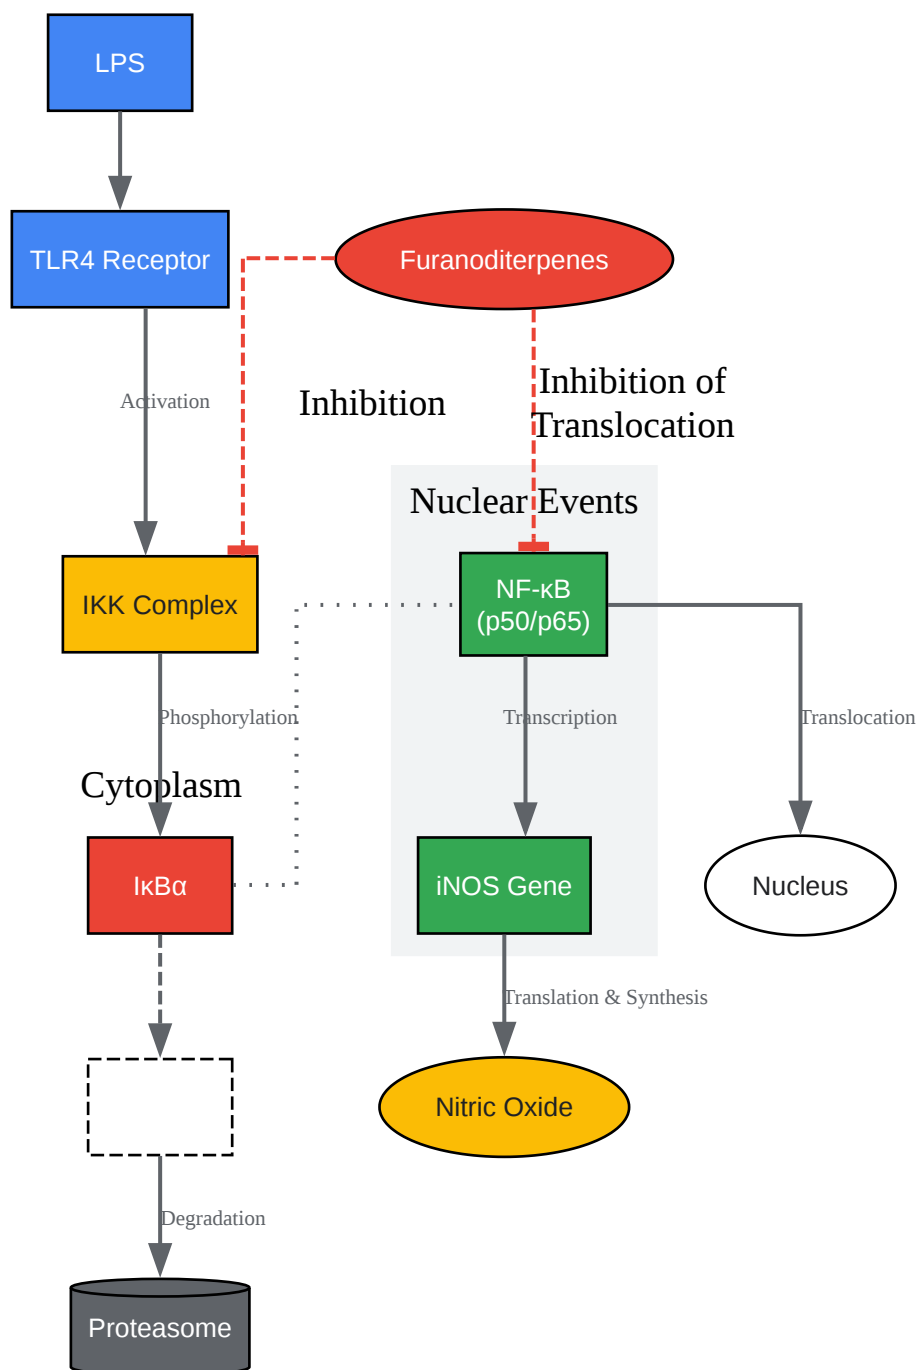 LPS
TLR4 Receptor
Furanoditerpenes
Activation
Inhibition
Inhibition of
Translocation
Nuclear Events
IKK Complex
NF-κB
(p50/p65)
Phosphorylation
Transcription
Translocation
Cytoplasm
IκBα
iNOS Gene
Nucleus
Translation & Synthesis
Nitric Oxide
Degradation
Proteasome